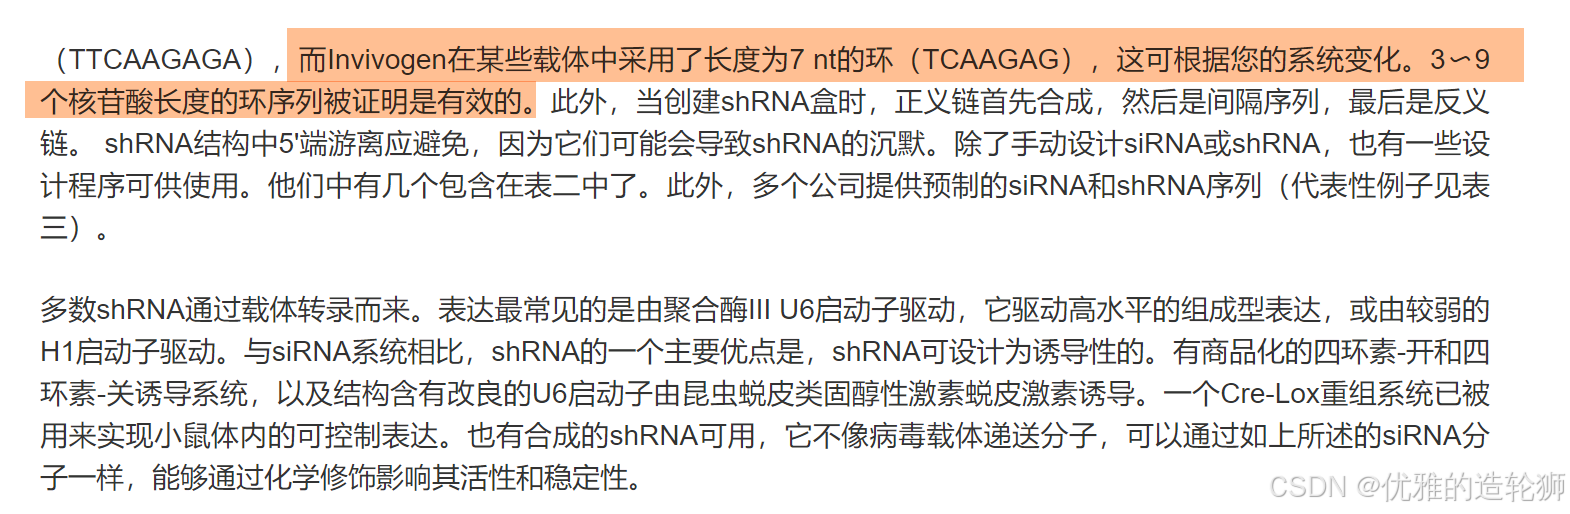 （TTCAAGAGA），而Invivogen在某些载体中采用了长度为7 nt的环（TCAAGAG），这可根据您的系统变化。3∽9
个核苷酸长度的环序列被证明是有效的。此外，当创建shRNA盒时，正义链首先合成，然后是间隔序列，最后是反义
链。 shRNA结构中5'端游离应避免，因为它们可能会导致shRNA的沉默。除了手动设计siRNA或shRNA，也有一些设
计程序可供使用。他们中有几个包含在表二中了。此外，多个公司提供预制的siRNA和shRNA序列（代表性例子见表
三）。
多数shRNA通过载体转录而来。表达最常见的是由聚合酶III U6启动子驱动，它驱动高水平的组成型表达，或由较弱的
H1启动子驱动。与siRNA系统相比，shRNA的一个主要优点是，shRNA可设计为诱导性的。有商品化的四环素-开和四
环素-关诱导系统，以及结构含有改良的U6启动子由昆虫蜕皮类固醇性激素蜕皮激素诱导。一个Cre-Lox重组系统已被
用来实现小鼠体内的可控制表达。也有合成的shRNA可用，它不像病毒载体递送分子，可以通过如上所述的siRNA分
子一样，能够通过化学修饰影响其活性和稳定性。
CSDN @优雅的造轮狮